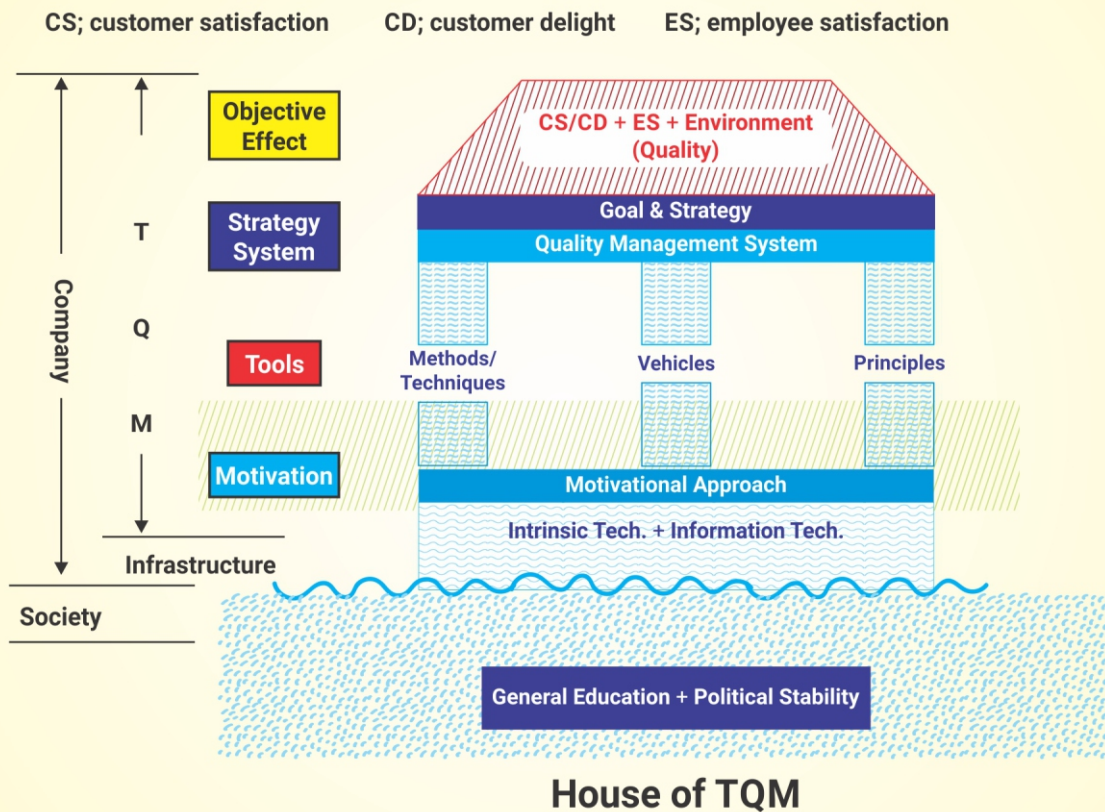 CS; customer satisfaction CD; customer delight ES; employee satisfaction
Objective
Effect
CS/CD + ES + Environment
(Quality)
Strategy
System
Goal & Strategy
Quality Management System
Company
T
Q
M
Tools
Methods/
Techniques
Vehicles
Principles
Motivation
Motivational Approach
Intrinsic Tech. + Information Tech.
Infrastructure
Society
General Education + Political Stability
House of TQM